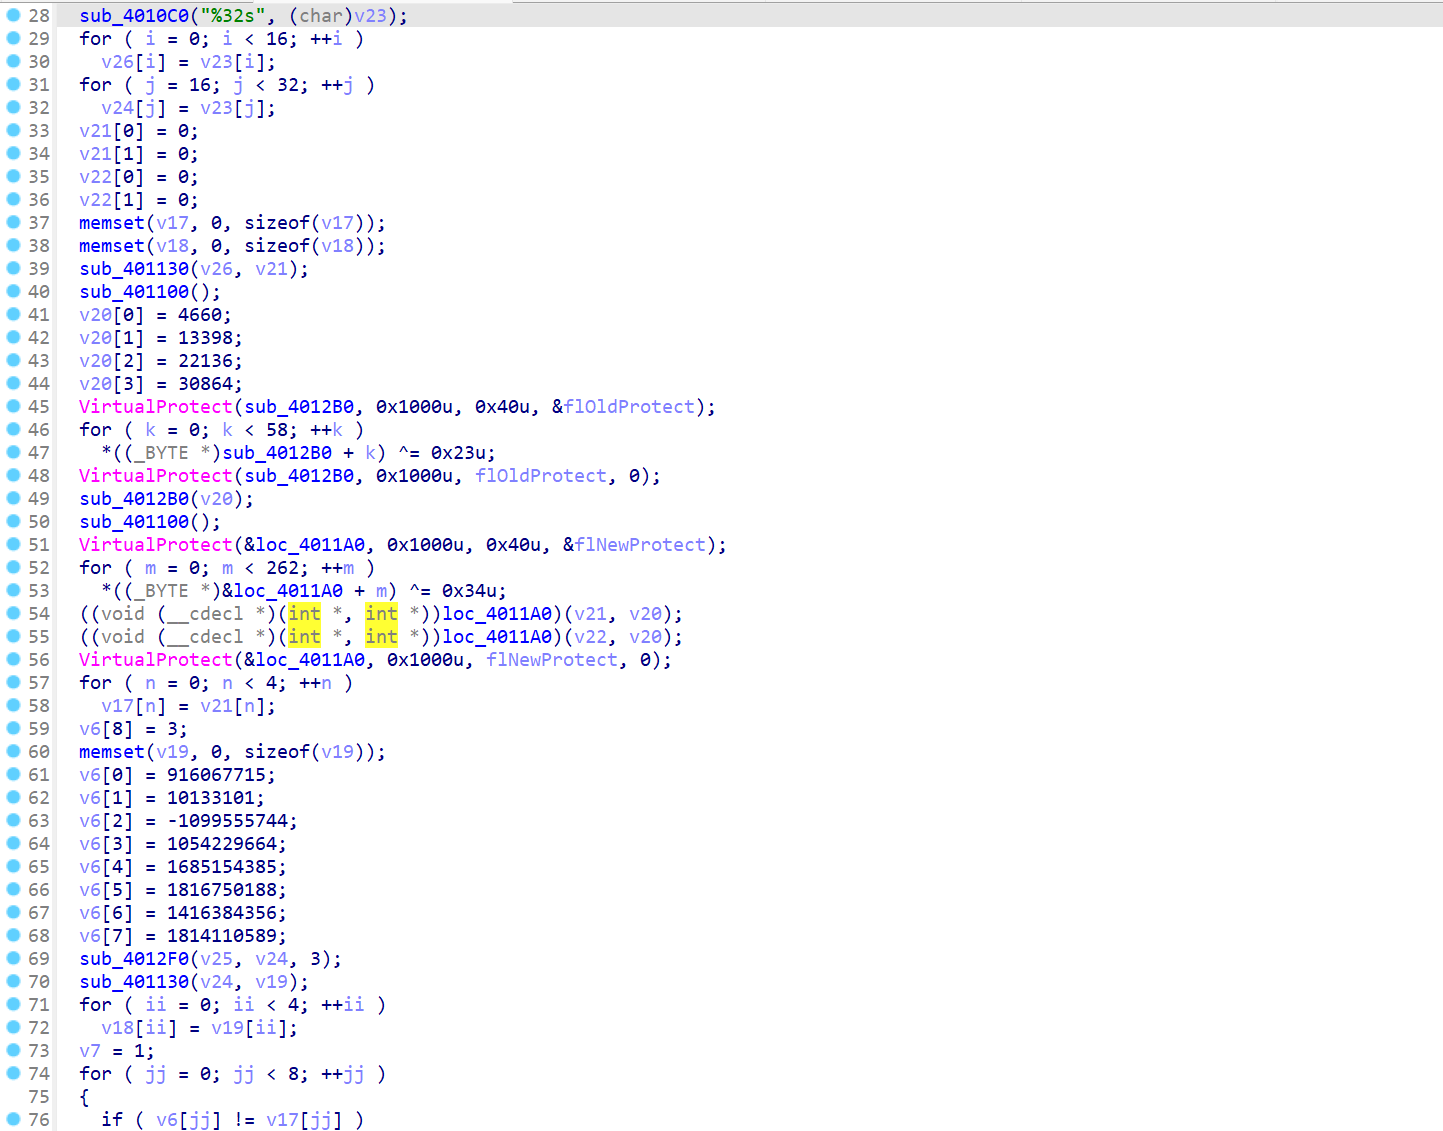 28 sub_4010C0("%32s", (char)v23);
29 for ( i = 0; i < 16; ++i )
30 v26[i] = v23[i];
31 for ( j = 16; j < 32; ++j )
32 v24[j] = v23[j];
33 v21[0] = 0;
34 v21[1] = 0;
35 v22[0] = 0;
36 v22[1] = 0;
37 memset(v17, 0, sizeof(v17));
38 memset(v18, 0, sizeof(v18));
39 sub_401130(v26, v21);
40 sub_401100();
41 v20[0] = 4660;
42 v20[1] = 13398;
43 v20[2] = 22136;
44 v20[3] = 30864;
45 VirtualProtect(sub_4012B0, 0x1000u, 0x40u, &flOldProtect);
46 for ( k = 0; k < 58; ++k )
47 *((_BYTE *)sub_4012B0 + k) ^= 0x23u;
48 VirtualProtect(sub_4012B0, 0x1000u, flOldProtect, 0);
49 sub_4012B0(v20);
50 sub_401100();
51 VirtualProtect(&loc_4011A0, 0x1000u, 0x40u, &flNewProtect);
52 for ( m = 0; m < 262; ++m )
53 *((_BYTE *)&loc_4011A0 + m) ^= 0x34u;
54 ((void (__cdecl *)(int *, int *))loc_4011A0)(v21, v20);
55 ((void (__cdecl *)(int *, int *))loc_4011A0)(v22, v20);
56 VirtualProtect(&loc_4011A0, 0x1000u, flNewProtect, 0);
57 for ( n = 0; n < 4; ++n )
58 v17[n] = v21[n];
59 v6[8] = 3;
60 memset(v19, 0, sizeof(v19));
61 v6[0] = 916067715;
62 v6[1] = 10133101;
63 v6[2] = -1099555744;
64 v6[3] = 1054229664;
65 v6[4] = 1685154385;
66 v6[5] = 1816750188;
67 v6[6] = 1416384356;
68 v6[7] = 1814110589;
69 sub_4012F0(v25, v24, 3);
70 sub_401130(v24, v19);
71 for ( ii = 0; ii < 4; ++ii )
72 v18[ii] = v19[ii];
73 v7 = 1;
74 for ( jj = 0; jj < 8; ++jj )
75 {
76 if ( v6[jj] != v17[jj] )